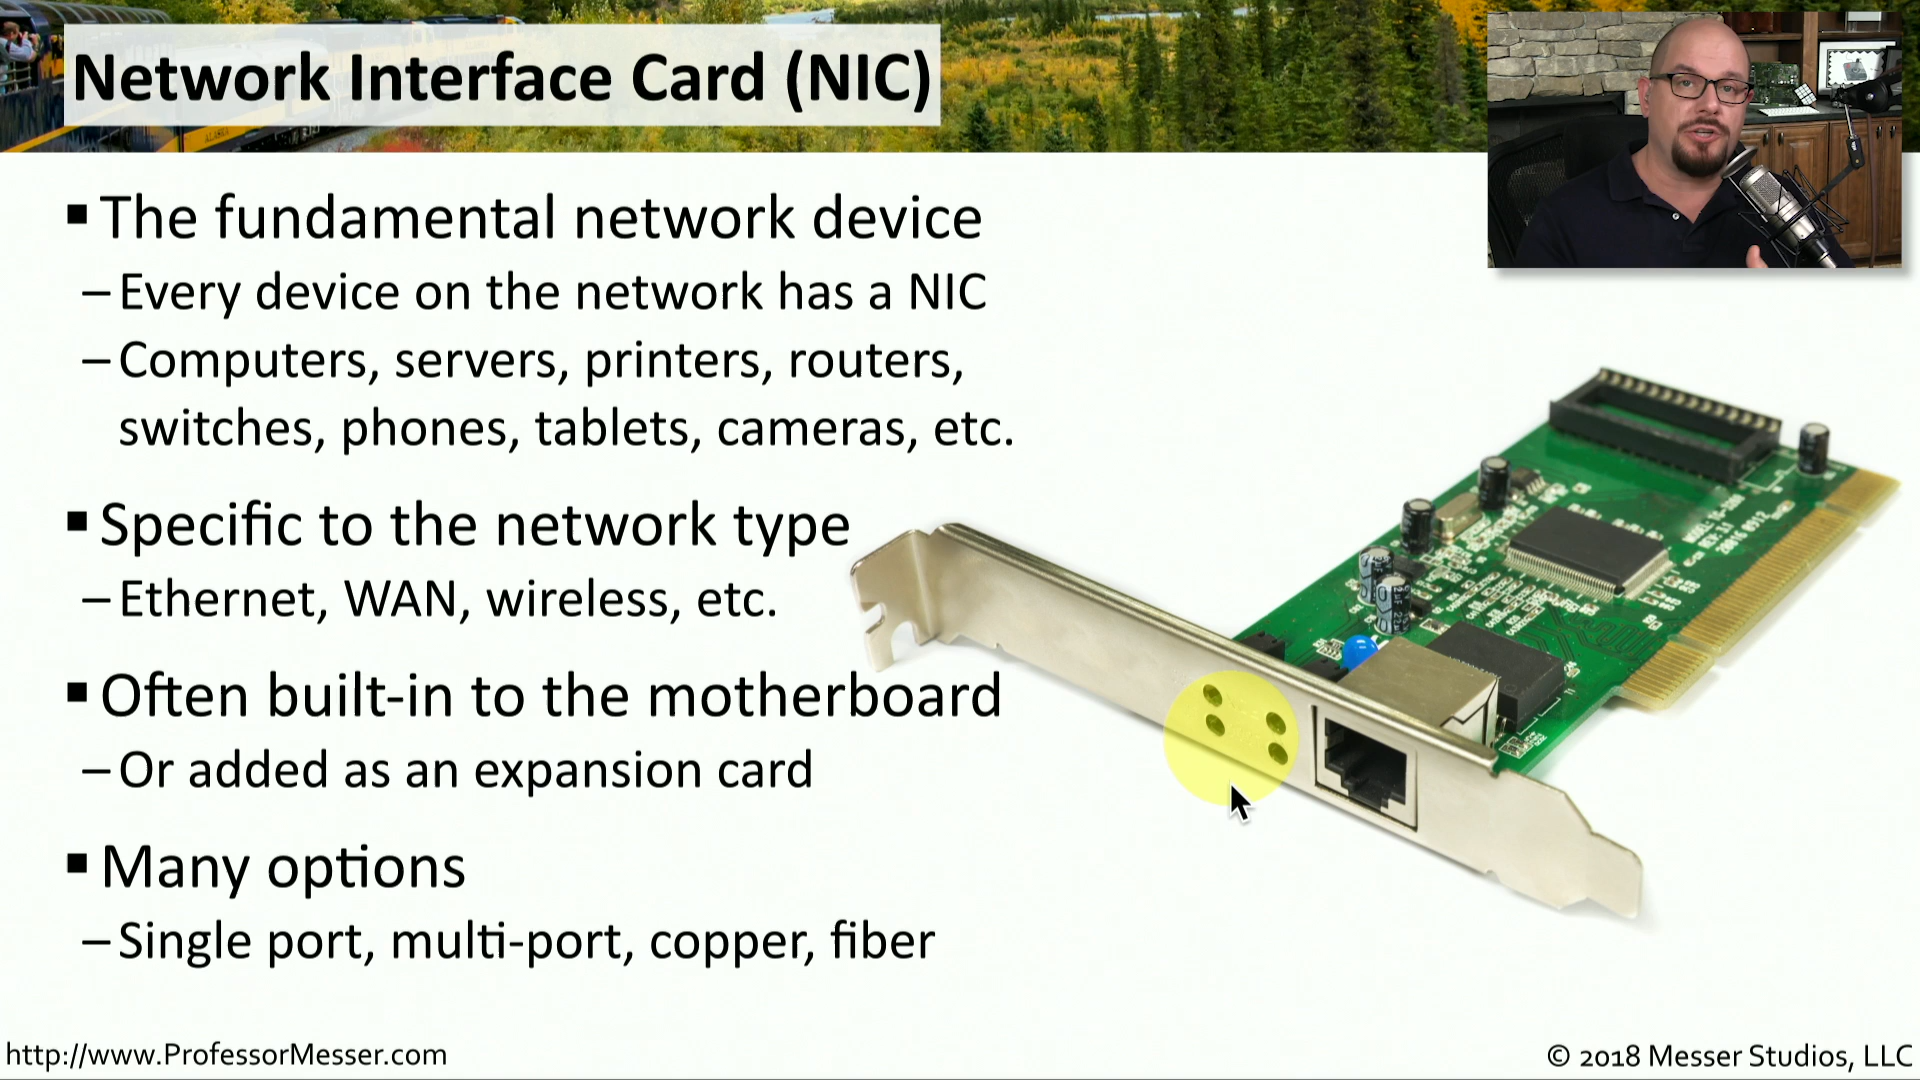 Network Interface Card (NIC)
▪ The fundamental network device
– Every device on the network has a NIC
– Computers, servers, printers, routers,
switches, phones, tablets, cameras, etc.
▪ Specific to the network type
– Ethernet, WAN, wireless, etc.
▪ Often built-in to the motherboard
– Or added as an expansion card
▪ Many options
– Single port, multi-port, copper, fiber
http://www.ProfessorMesser.com
© 2018 Messer Studios, LLC